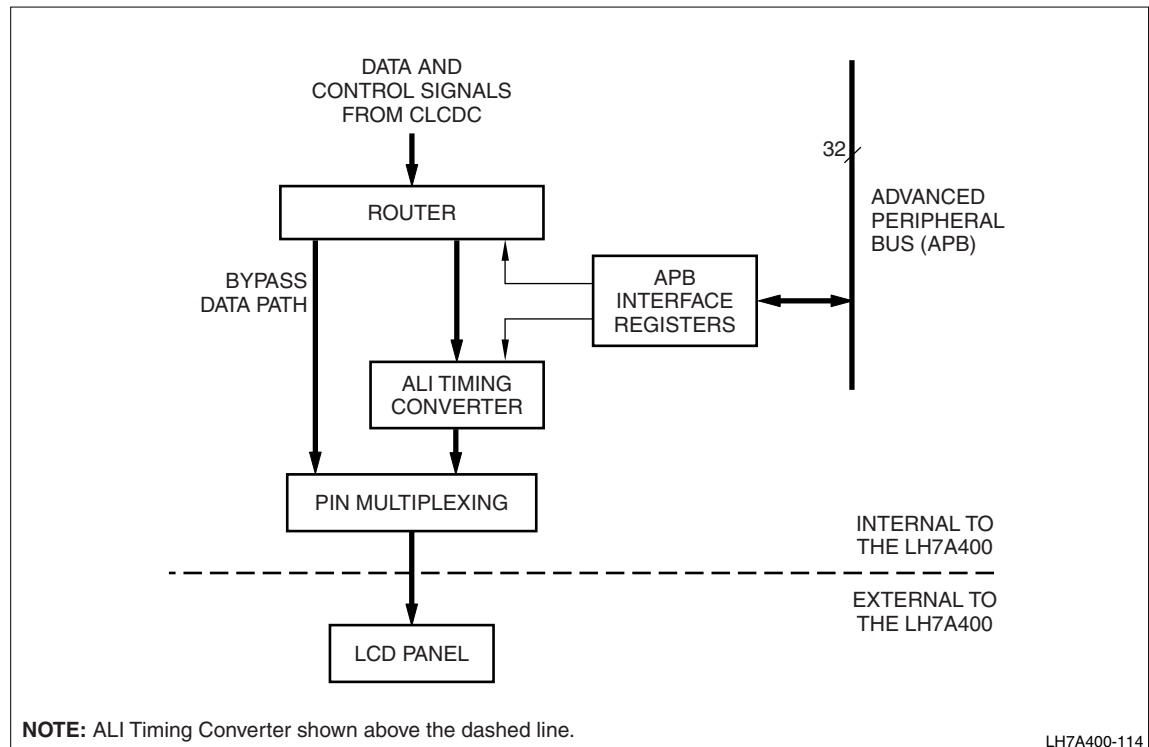 DATA AND
CONTROL SIGNALS
FROM CLCDC
32
ROUTER
ADVANCED
PERIPHERAL
BUS (APB)
BYPASS
DATA PATH
APB
INTERFACE
REGISTERS
ALI TIMING
CONVERTER
PIN MULTIPLEXING
INTERNAL TO
THE LH7A400
EXTERNAL TO
THE LH7A400
LCD PANEL
NOTE: ALI Timing Converter shown above the dashed line.
LH7A400-114